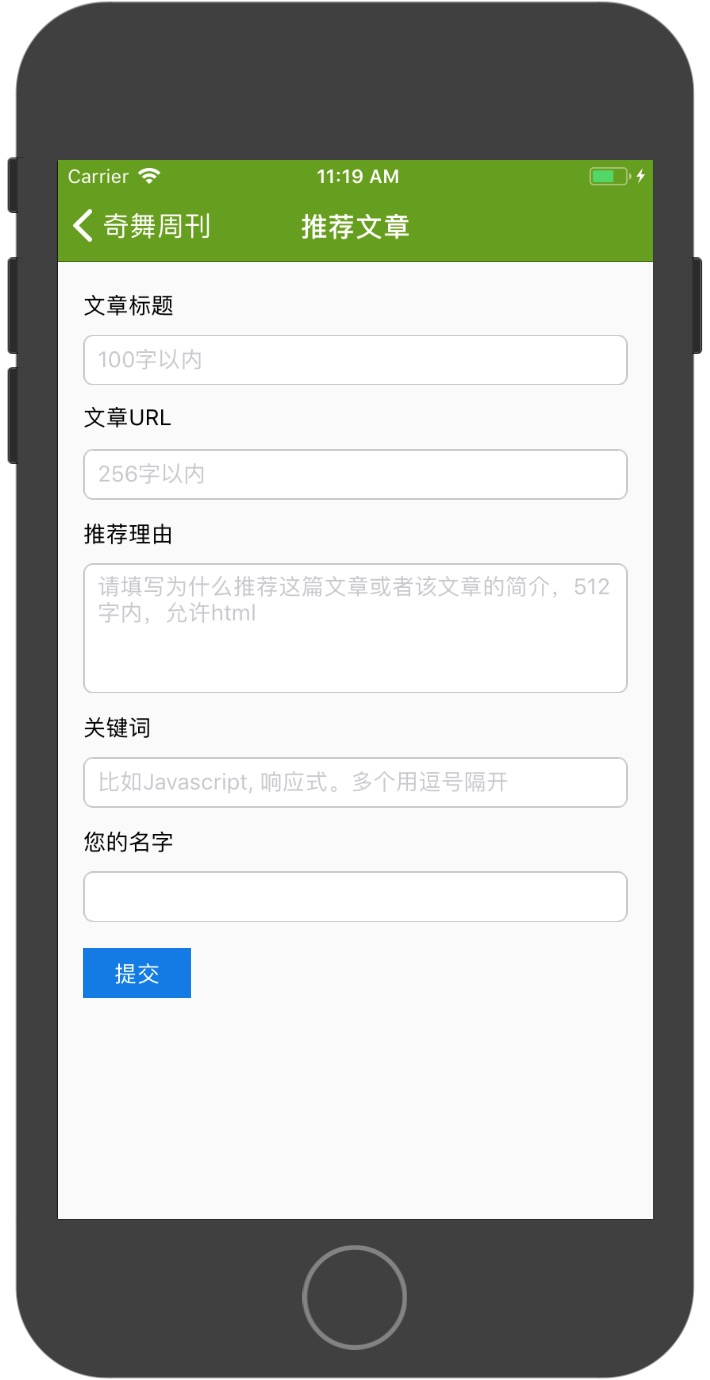 Carrier 11:19 AM
奇舞周刊 推荐文章
文章标题
100字以内
文章URL
256字以内
推荐理由
请填写为什么推荐这篇文章或者该文章的简介，512
字内，允许html
关键词
比如Javascript, 响应式。多个用逗号隔开
您的名字
提交